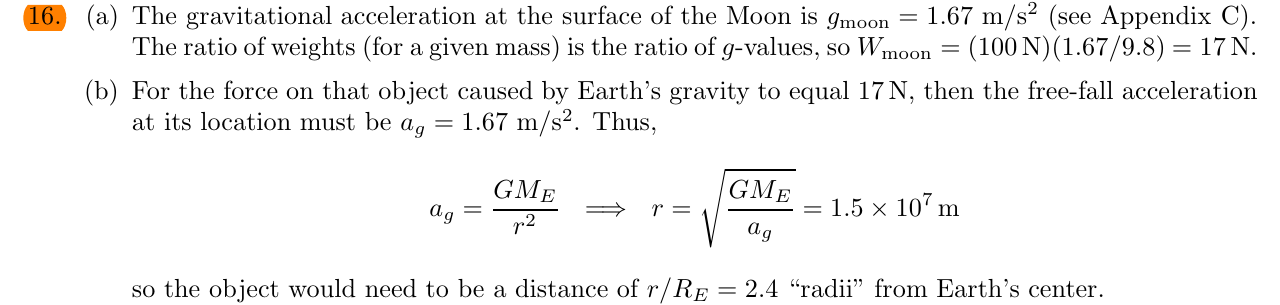 16. (a) The gravitational acceleration at the surface of the Moon is g_moon = 1.67 m/s² (see Appendix C).
The ratio of weights (for a given mass) is the ratio of g-values, so W_moon = (100 N)(1.67/9.8) = 17 N.
(b) For the force on that object caused by Earth's gravity to equal 17 N, then the free-fall acceleration
at its location must be a_g = 1.67 m/s². Thus,
a_g = GM_E / r² ⟹ r = √(GM_E / a_g) = 1.5 × 10⁷ m
so the object would need to be a distance of r/R_E = 2.4 “radii” from Earth's center.